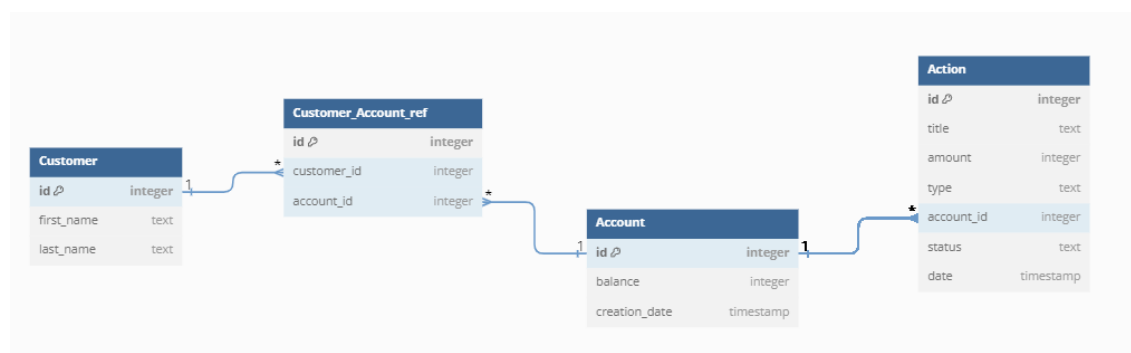 Customer
id integer
first_name text
last_name text
1
*
Customer_Account_ref
id integer
customer_id integer
account_id integer
*
1
Account
id integer
balance integer
creation_date timestamp
1
*
Action
id integer
title text
amount integer
type text
account_id integer
status text
date timestamp